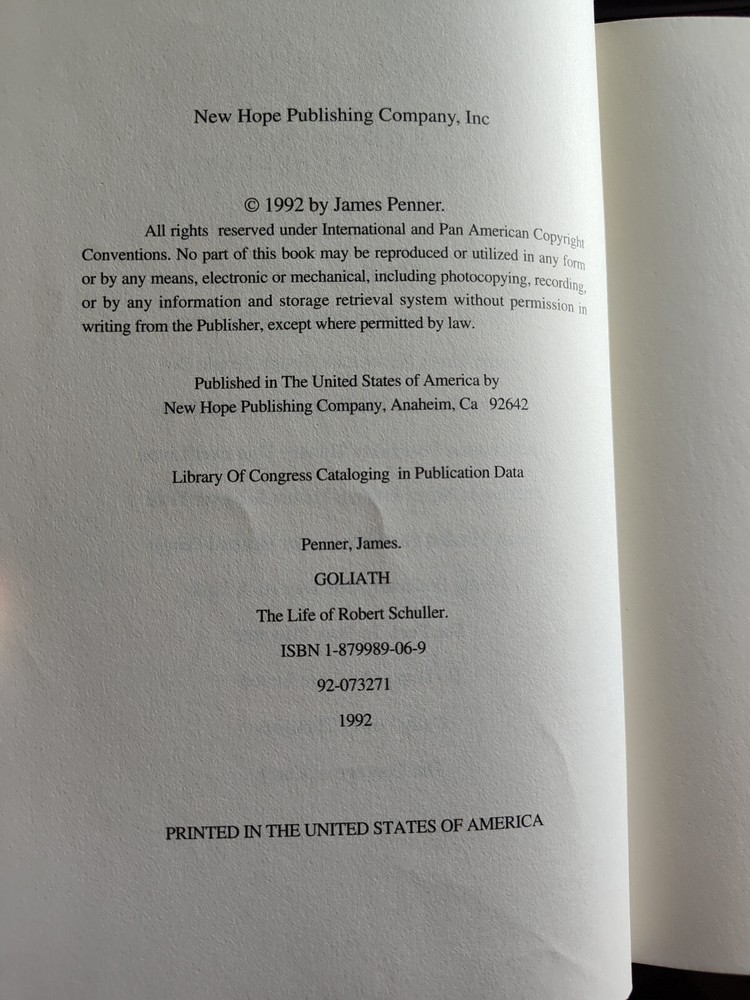 New Hope Publishing Company, Inc
© 1992 by James Penner.
All rights reserved under International and Pan American Copyright
Conventions. No part of this book may be reproduced or utilized in any form
or by any means, electronic or mechanical, including photocopying, recording,
or by any information and storage retrieval system without permission in
writing from the Publisher, except where permitted by law.
Published in The United States of America by
New Hope Publishing Company, Anaheim, Ca 92642
Library Of Congress Cataloging in Publication Data
Penner, James.
GOLIATH
The Life of Robert Schuller.
ISBN 1-879989-06-9
92-073271
1992
PRINTED IN THE UNITED STATES OF AMERICA